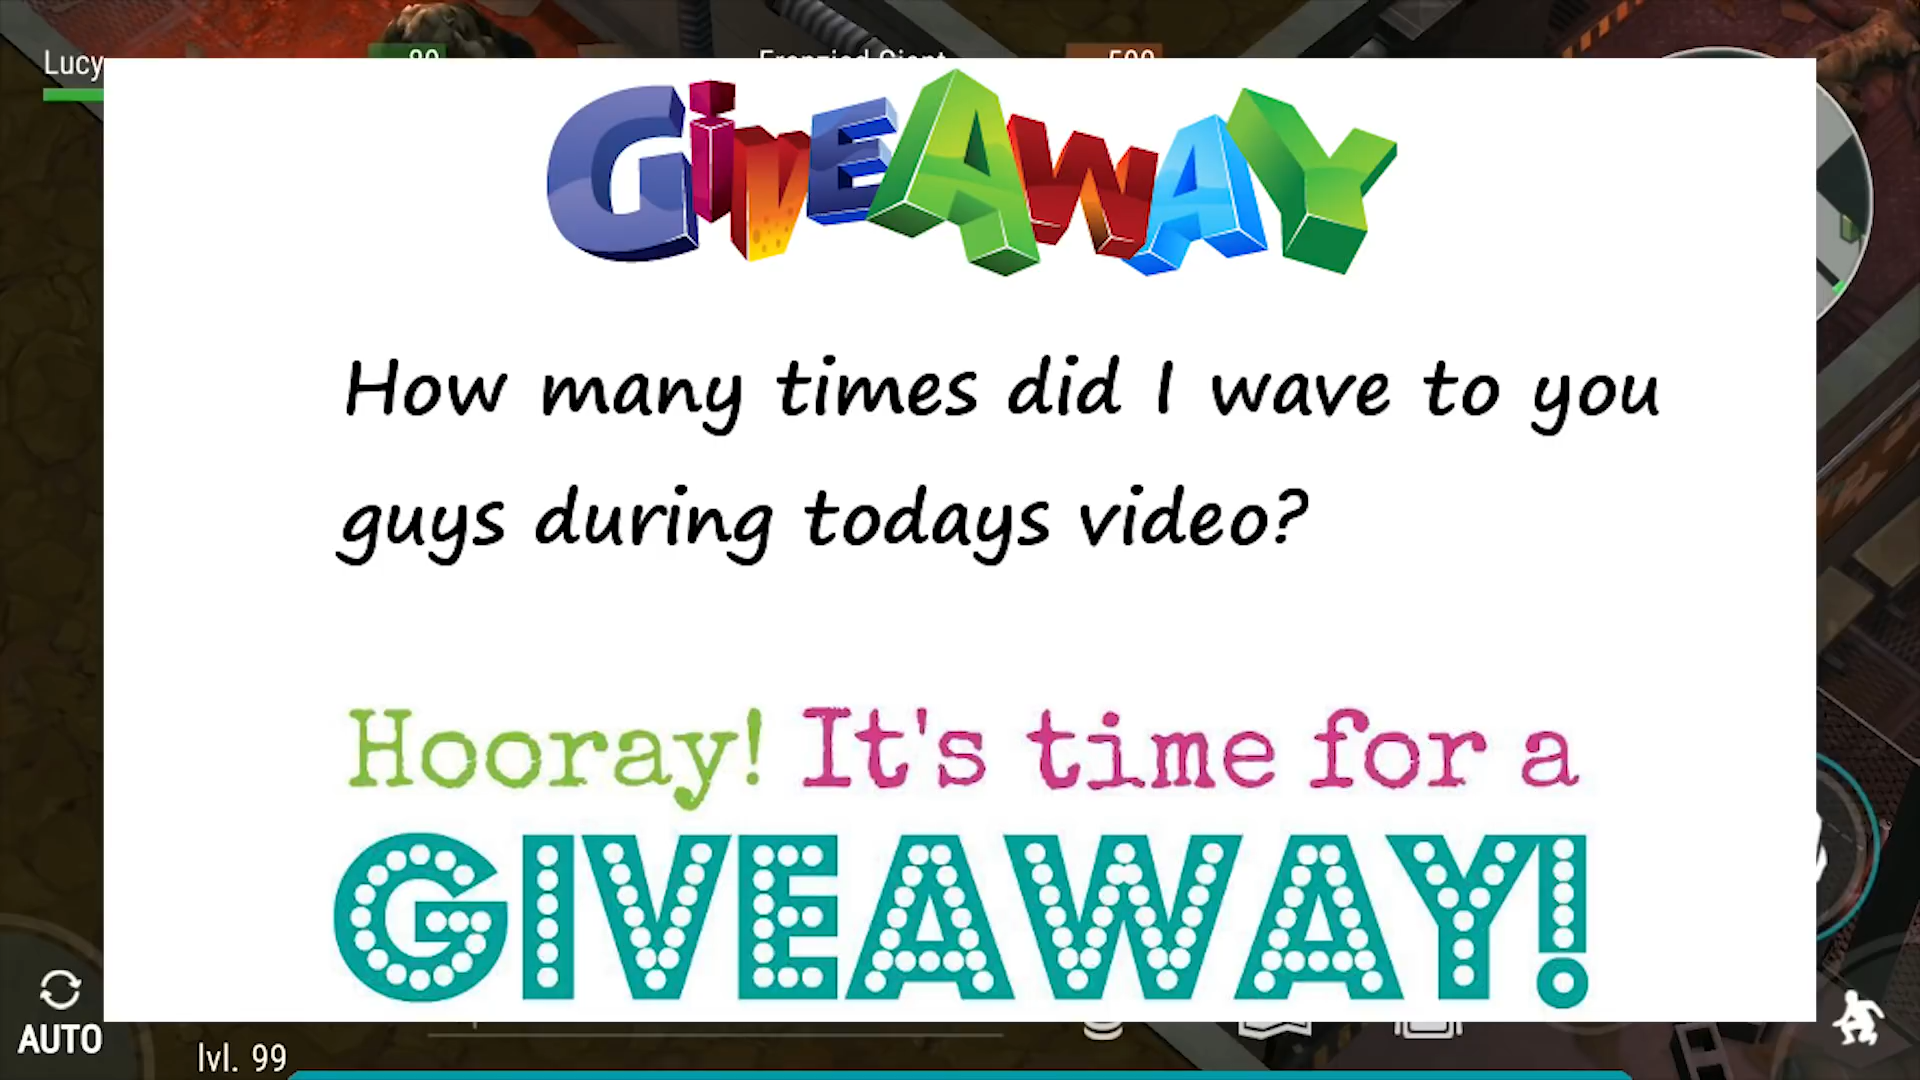 Lucy
GiVEAWAY
How many times did I wave to you
guys during todays video?
Hooray! It's time for a
GIVEAWAY!
AUTO
lvl. 99